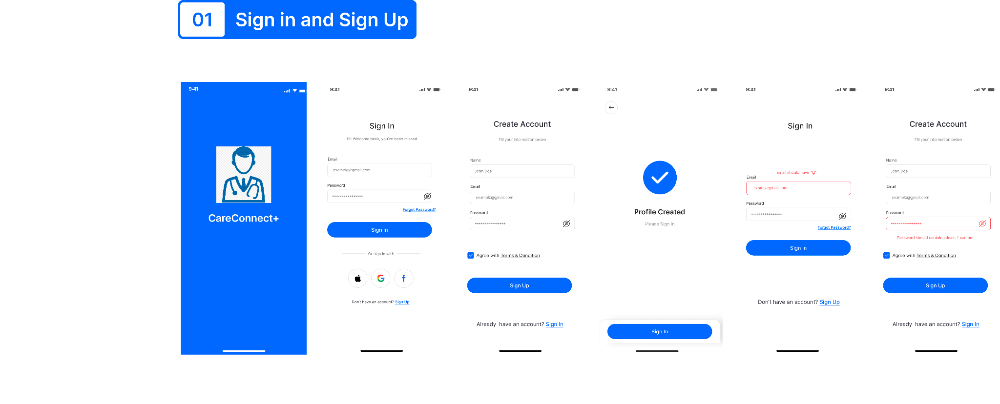 01 Sign in and Sign Up
9:41
CareConnect+
9:41
Sign In
Hi! Welcome back, you've been missed
Email
example@gmail.com
Password
****************
Forgot Password?
Sign In
Or sign in with
Don't have an account? Sign Up
9:41
Create Account
Fill your information below
Name
John Doe
Email
example@gmail.com
Password
****************
Agree with Terms & Condition
Sign Up
Already  have an account? Sign In
9:41
Profile Created
Please Sign In
Sign In
9:41
Sign In
Email should have "@"
Email
examplegmail.com
Password
****************
Forgot Password?
Sign In
Don't have an account? Sign Up
9:41
Create Account
Fill your information below
Name
John Doe
Email
example@gmail.com
Password
****************
Password should contain atleast 1 number
Agree with Terms & Condition
Sign Up
Already  have an account? Sign In